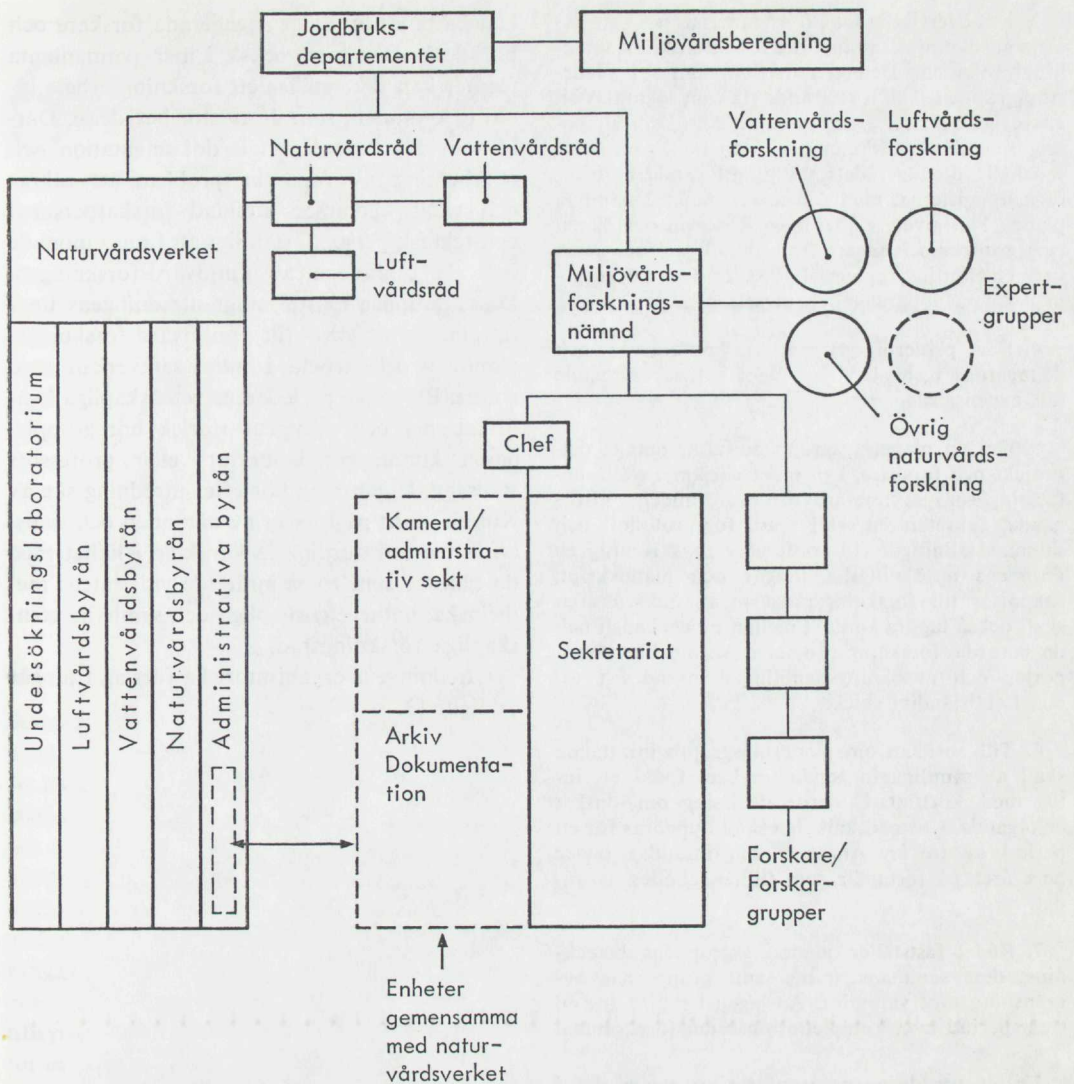 Jordbruks-
departementet
Miljövårdsberedning
Naturvårdsråd
Vattenvårdsråd
Vattenvårds-
forskning
Luftvårds-
forskning
Naturvårdsverket
Luft-
vårdsråd
Miljövårds-
forsknings-
nämnd
Expert-
grupper
Övrig
naturvårds-
forskning
Chef
Undersökningslaboratorium
Luftvårdsbyrån
Vattenvårdsbyrån
Naturvårdsbyrån
Administrativa byrån
Kameral/
administra-
tiv sekt
Sekretariat
Arkiv
Dokumenta-
tion
Forskare/
Forskar-
grupper
Enheter
gemensamma
med natur-
vårdsverket